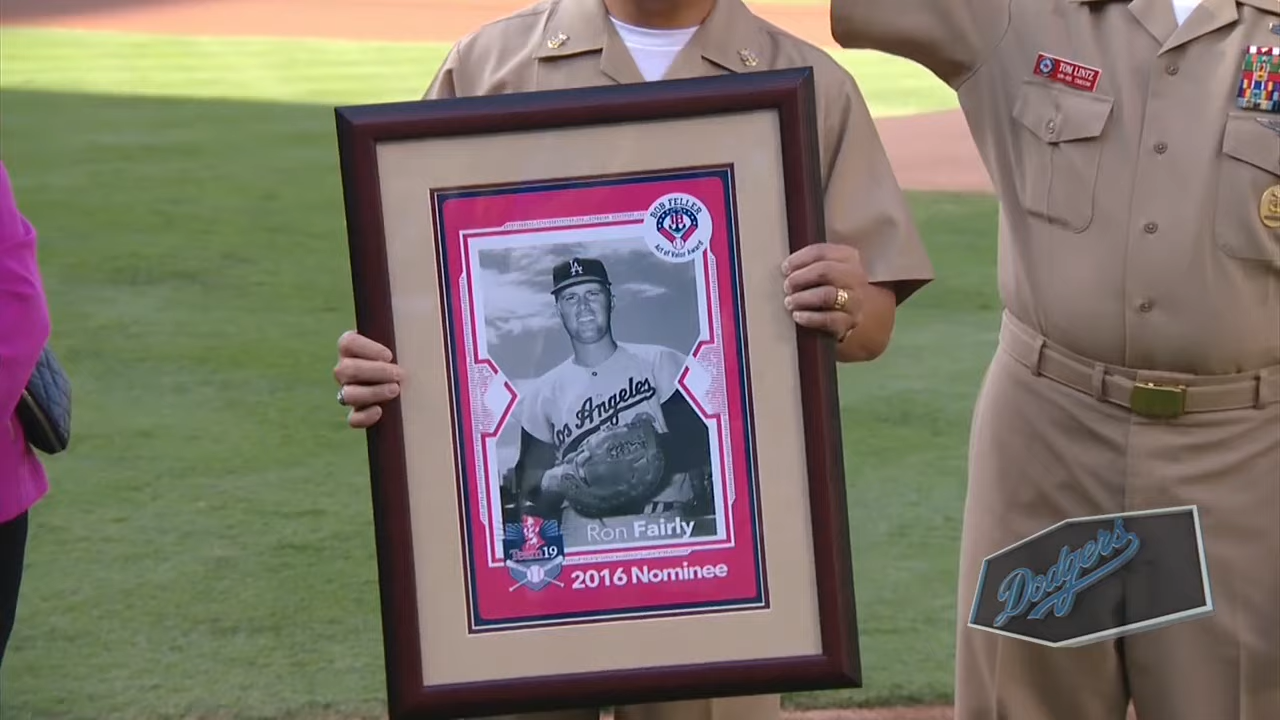 TOM LINTZ
BOB FELLER
Act of Valor Award
LA
Los Angeles
Ron Fairly
Team 19
2016 Nominee
Dodgers